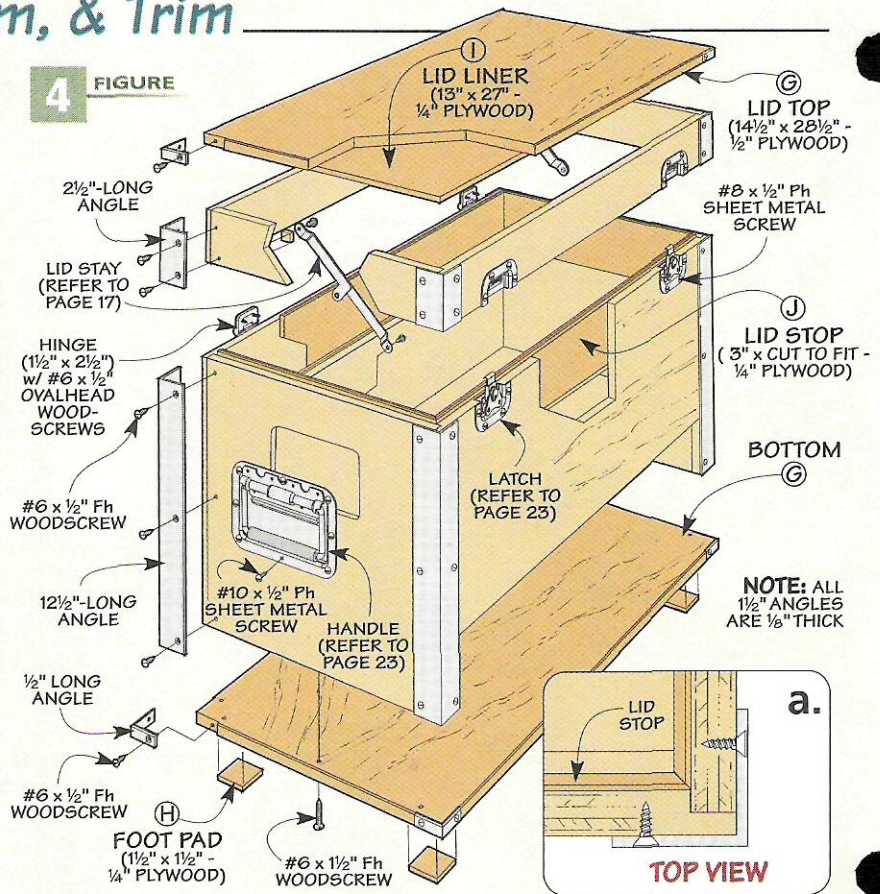 m, & Trim
4 FIGURE
I
LID LINER
(13" x 27" -
¼" PLYWOOD)
G
LID TOP
(14½" x 28½" -
½" PLYWOOD)
2½"-LONG
ANGLE
#8 x ½" Ph
SHEET METAL
SCREW
LID STAY
(REFER TO
PAGE 17)
J
LID STOP
( 3" x CUT TO FIT -
¼" PLYWOOD)
HINGE
(1½" x 2½")
w/ #6 x ½"
OVALHEAD
WOOD-
SCREWS
LATCH
(REFER TO
PAGE 23)
BOTTOM
G
#6 x ½" Fh
WOODSCREW
#10 x ½" Ph
SHEET METAL
SCREW
HANDLE
(REFER TO
PAGE 23)
12½"-LONG
ANGLE
NOTE: ALL
1½" ANGLES
ARE ⅛" THICK
½" LONG
ANGLE
#6 x ½" Fh
WOODSCREW
H
FOOT PAD
(1½" x 1½" -
¼" PLYWOOD)
#6 x 1½" Fh
WOODSCREW
a.
LID
STOP
TOP VIEW